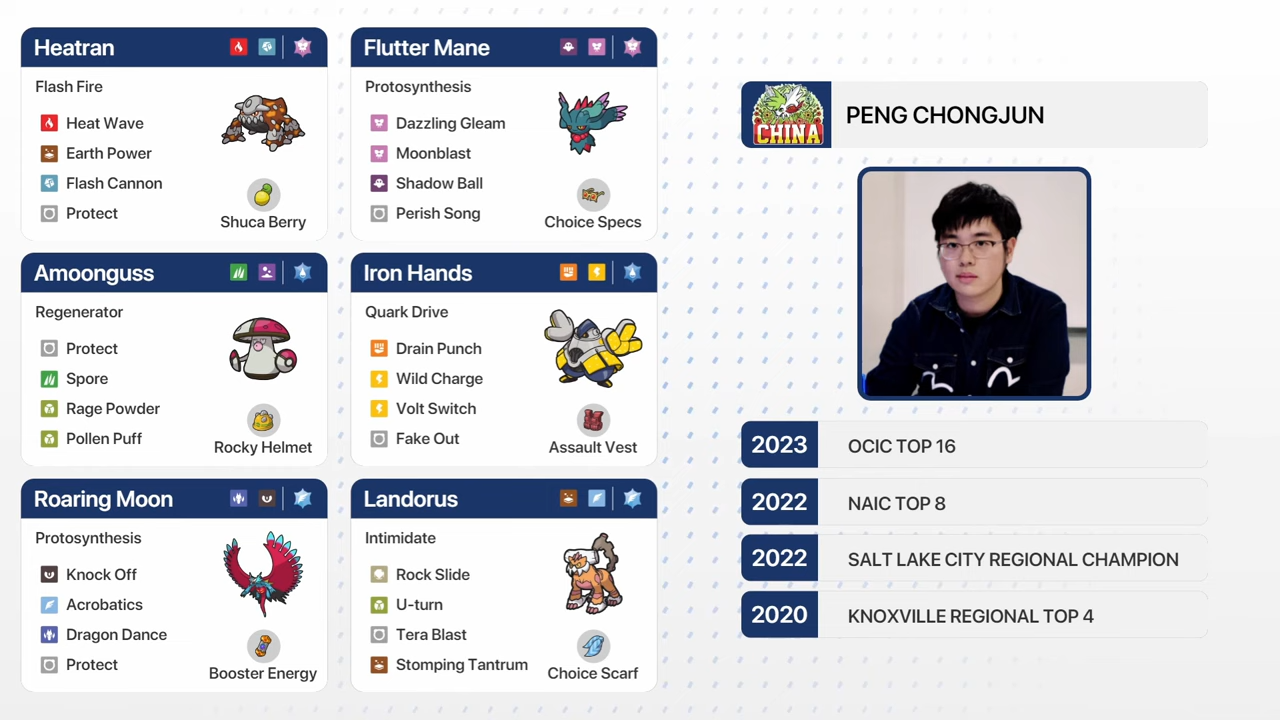 Heatran
Flash Fire
Heat Wave
Earth Power
Flash Cannon
Protect
Shuca Berry
Flutter Mane
Protosynthesis
Dazzling Gleam
Moonblast
Shadow Ball
Perish Song
Choice Specs
Amoonguss
Regenerator
Protect
Spore
Rage Powder
Pollen Puff
Rocky Helmet
Iron Hands
Quark Drive
Drain Punch
Wild Charge
Volt Switch
Fake Out
Assault Vest
Roaring Moon
Protosynthesis
Knock Off
Acrobatics
Dragon Dance
Protect
Booster Energy
Landorus
Intimidate
Rock Slide
U-turn
Tera Blast
Stomping Tantrum
Choice Scarf
CHINA
PENG CHONGJUN
2023 OCIC TOP 16
2022 NAIC TOP 8
2022 SALT LAKE CITY REGIONAL CHAMPION
2020 KNOXVILLE REGIONAL TOP 4